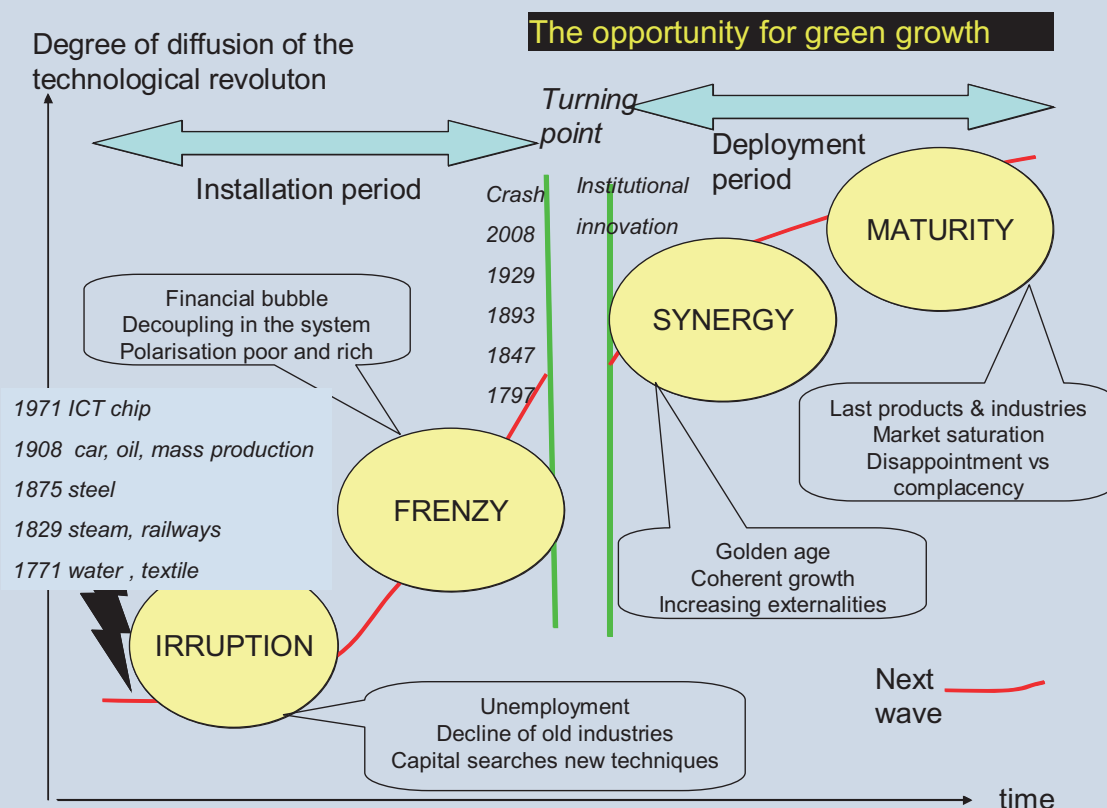 The opportunity for green growth
Degree of diffusion of the
technological revoluton
Turning
point
Installation period
Deployment
period
Crash
2008
1929
1893
1847
1797
Institutional
innovation
MATURITY
SYNERGY
Financial bubble
Decoupling in the system
Polarisation poor and rich
1971 ICT chip
1908 car, oil, mass production
1875 steel
1829 steam, railways
1771 water , textile
FRENZY
Last products & industries
Market saturation
Disappointment vs
complacency
Golden age
Coherent growth
Increasing externalities
IRRUPTION
Unemployment
Decline of old industries
Capital searches new techniques
Next
wave
time